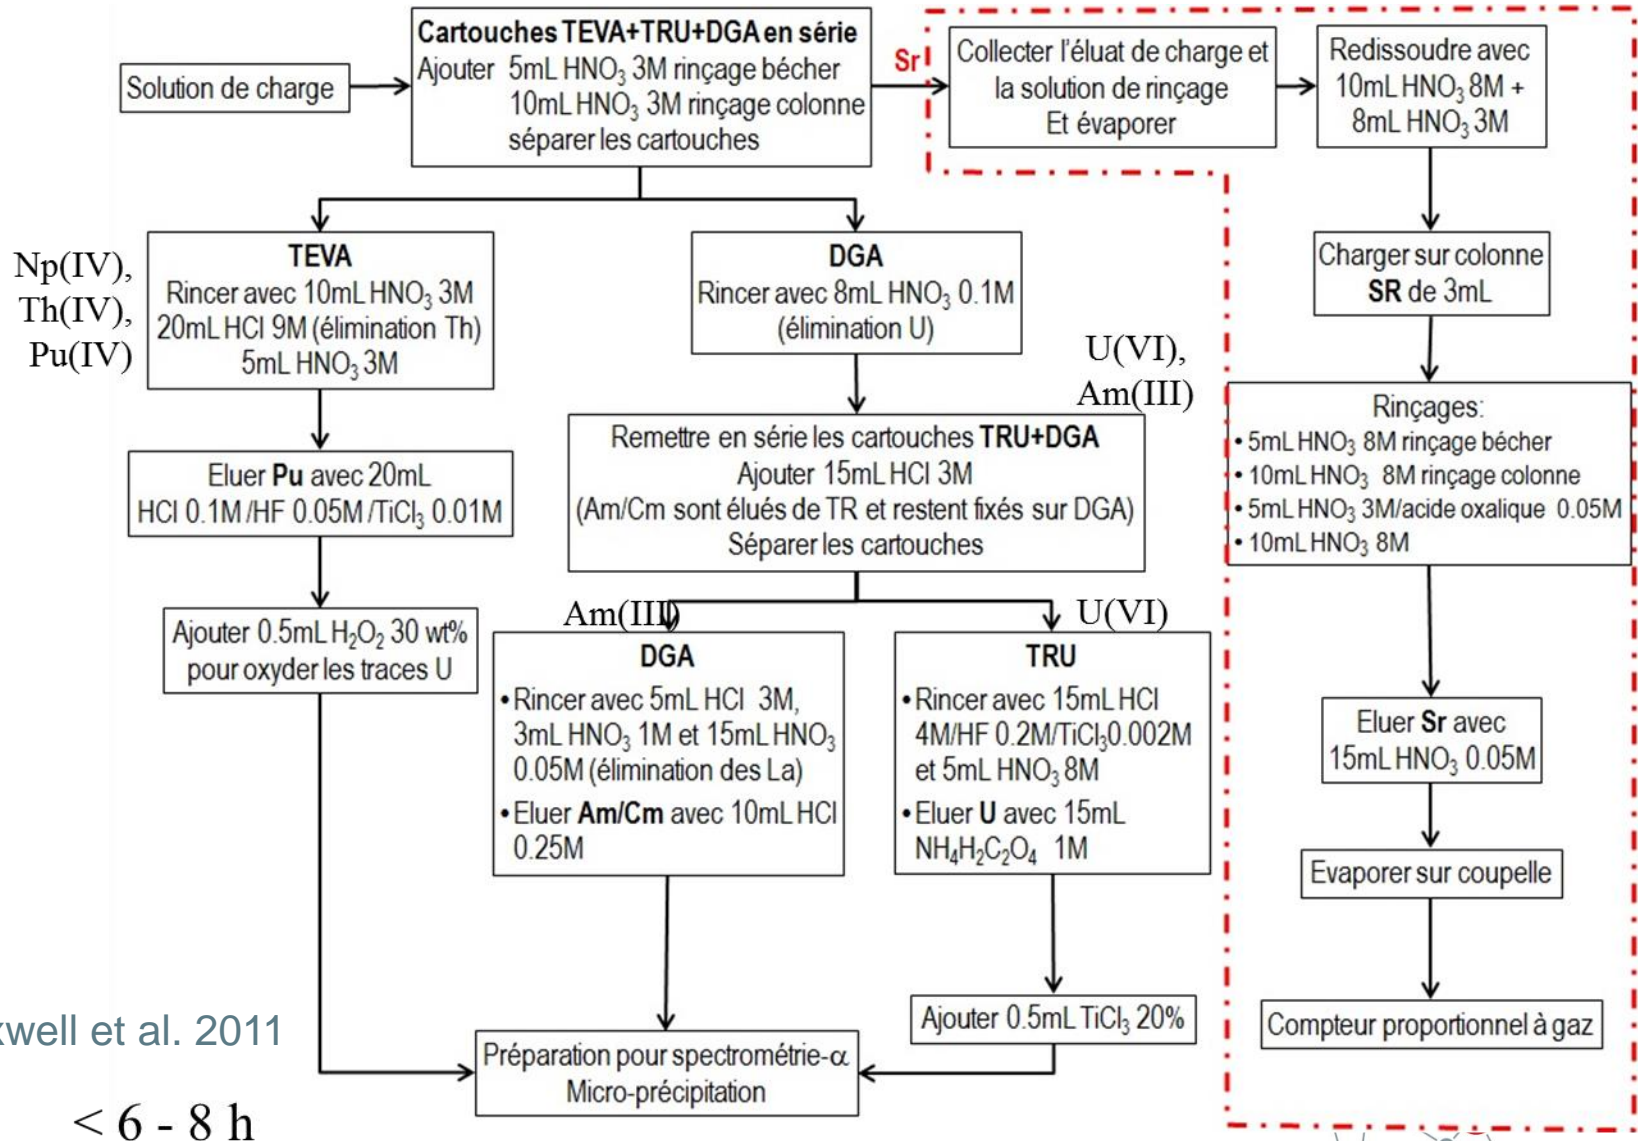 Solution de charge
Cartouches TEVA+TRU+DGA en série
Ajouter 5mL HNO₃ 3M rinçage bécher
10mL HNO₃ 3M rinçage colonne
séparer les cartouches
Sr
Collecter l'éluat de charge et
la solution de rinçage
Et évaporer
Redissoudre avec
10mL HNO₃ 8M +
8mL HNO₃ 3M
Np(IV),
Th(IV),
Pu(IV)
TEVA
Rincer avec 10mL HNO₃ 3M
20mL HCl 9M (élimination Th)
5mL HNO₃ 3M
DGA
Rincer avec 8mL HNO₃ 0.1M
(élimination U)
U(VI),
Am(III)
Charger sur colonne
SR de 3mL
Eluer Pu avec 20mL
HCl 0.1M/HF 0.05M/TiCl₃ 0.01M
Remettre en série les cartouches TRU+DGA
Ajouter 15mL HCl 3M
(Am/Cm sont élués de TR et restent fixés sur DGA)
Séparer les cartouches
Rinçages:
• 5mL HNO₃ 8M rinçage bécher
• 10mL HNO₃ 8M rinçage colonne
• 5mL HNO₃ 3M/acide oxalique 0.05M
• 10mL HNO₃ 8M
Ajouter 0.5mL H₂O₂ 30 wt%
pour oxyder les traces U
Am(III)
U(VI)
DGA
• Rincer avec 5mL HCl 3M,
3mL HNO₃ 1M et 15mL HNO₃
0.05M (élimination des La)
• Eluer Am/Cm avec 10mL HCl
0.25M
TRU
• Rincer avec 15mL HCl
4M/HF 0.2M/TiCl₃0.002M
et 5mL HNO₃ 8M
• Eluer U avec 15mL
NH₄H₂C₂O₄ 1M
Eluer Sr avec
15mL HNO₃ 0.05M
Evaporer sur coupelle
Ajouter 0.5mL TiCl₃ 20%
Compteur proportionnel à gaz
xwell et al. 2011
Préparation pour spectrométrie-α
Micro-précipitation
< 6 - 8 h